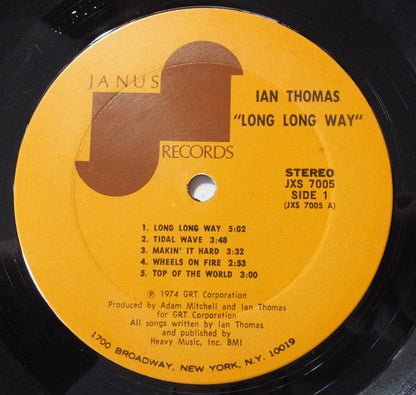 JANUS
RECORDS
IAN THOMAS
"LONG LONG WAY"
STEREO
JXS 7005
SIDE 1
(JXS 7005 A)
1. LONG LONG WAY 5:02
2. TIDAL WAVE 3:48
3. MAKIN' IT HARD 3:32
4. WHEELS ON FIRE 2:53
5. TOP OF THE WORLD 3:00
Ⓟ 1974 GRT Corporation
Produced by Adam Mitchell and Ian Thomas
for GRT Corporation
All songs written by Ian Thomas
and published by
Heavy Music, Inc. BMI
1700 BROADWAY, NEW YORK, N.Y. 10019